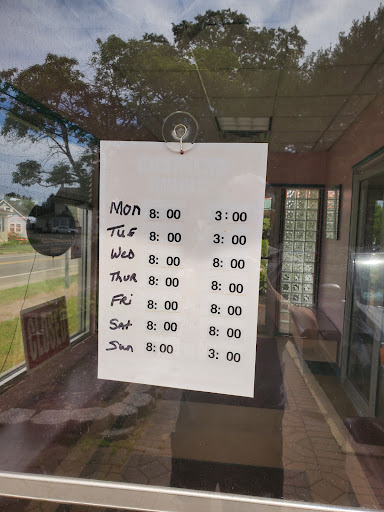 Mon 8: 00 3: 00
Tue 8: 00 3: 00
Wed 8: 00 8: 00
Thur 8: 00 8: 00
Fri 8: 00 8: 00
Sat 8: 00 8: 00
Sun 8: 00 3: 00